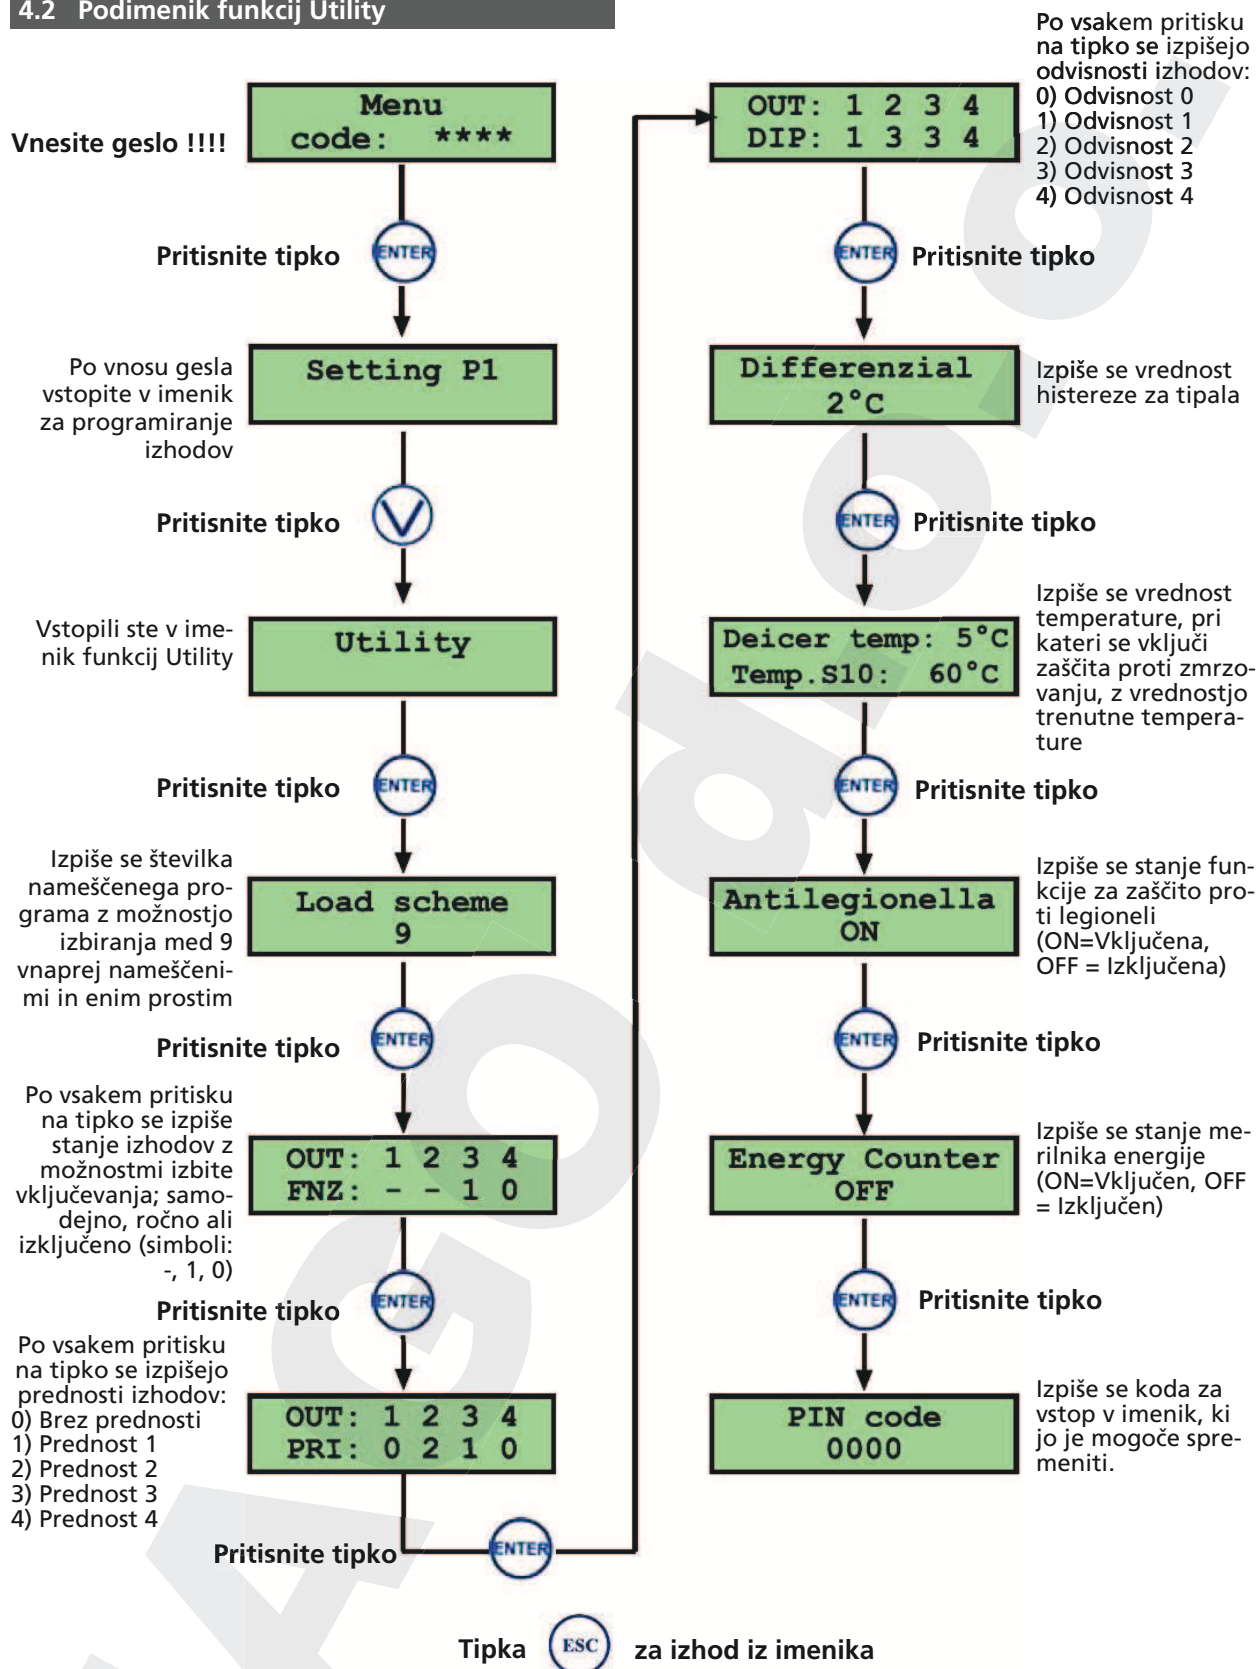 4.2 Podimenik funkcij Utility
Vnesite geslo !!!!
Menu
code: ****
Pritisnite tipko
ENTER
Po vnosu gesla
vstopite v imenik
za programiranje
izhodov
Setting P1
Pritisnite tipko
Vstopili ste v ime-
nik funkcij Utility
Utility
Pritisnite tipko
ENTER
Izpiše se številka
nameščenega pro-
grama z možnostjo
izbiranja med 9
vnaprej nameščeni-
mi in enim prostim
Load scheme
9
Pritisnite tipko
ENTER
Po vsakem pritisku
na tipko se izpiše
stanje izhodov z
možnostmi izbite
vključevanja; samo-
dejno, ročno ali
izključeno (simboli:
-, 1, 0)
OUT: 1 2 3 4
FNZ: - - 1 0
Pritisnite tipko
ENTER
Po vsakem pritisku
na tipko se izpišejo
prednosti izhodov:
0) Brez prednosti
1) Prednost 1
2) Prednost 2
3) Prednost 3
4) Prednost 4
OUT: 1 2 3 4
PRI: 0 2 1 0
Pritisnite tipko
ENTER
OUT: 1 2 3 4
DIP: 1 3 3 4
Po vsakem pritisku
na tipko se izpišejo
odvisnosti izhodov:
0) Odvisnost 0
1) Odvisnost 1
2) Odvisnost 2
3) Odvisnost 3
4) Odvisnost 4
ENTER
Pritisnite tipko
Differenzial
2°C
Izpiše se vrednost
histereze za tipala
ENTER
Pritisnite tipko
Deicer temp: 5°C
Temp.S10: 60°C
Izpiše se vrednost
temperature, pri
kateri se vključi
zaščita proti zmrzo-
vanju, z vrednostjo
trenutne tempera-
ture
ENTER
Pritisnite tipko
Antilegionella
ON
Izpiše se stanje fun-
kcije za zaščito pro-
ti legioneli
(ON=Vključena,
OFF = Izključena)
ENTER
Pritisnite tipko
Energy Counter
OFF
Izpiše se stanje me-
rilnika energije
(ON=Vključen, OFF
= Izključen)
ENTER
Pritisnite tipko
PIN code
0000
Izpiše se koda za
vstop v imenik, ki
jo je mogoče spre-
meniti.
Tipka ESC za izhod iz imenika